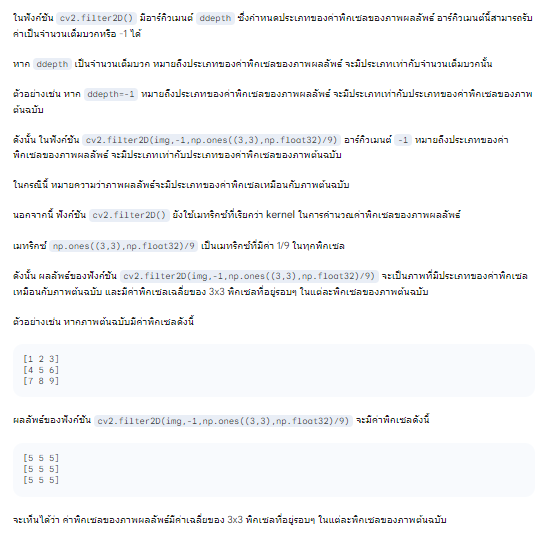 ในฟังก์ชัน cv2.filter2D() มีอาร์กิวเมนต์ ddepth ซึ่งกำหนดประเภทของค่าพิกเซลของภาพผลลัพธ์ อาร์กิวเมนต์นี้สามารถรับ
ค่าเป็นจำนวนเต็มบวกหรือ -1 ได้
หาก ddepth เป็นจำนวนเต็มบวก หมายถึงประเภทของค่าพิกเซลของภาพผลลัพธ์ จะมีประเภทเท่ากับจำนวนเต็มบวกนั้น
ตัวอย่างเช่น หาก ddepth=-1 หมายถึงประเภทของค่าพิกเซลของภาพผลลัพธ์ จะมีประเภทเท่ากับประเภทของค่าพิกเซลของภาพ
ต้นฉบับ
ดังนั้น ในฟังก์ชัน cv2.filter2D(img,-1,np.ones((3,3),np.float32)/9) อาร์กิวเมนต์ -1 หมายถึงประเภทของค่า
พิกเซลของภาพผลลัพธ์ จะมีประเภทเท่ากับประเภทของค่าพิกเซลของภาพต้นฉบับ
ในกรณีนี้ หมายความว่าภาพผลลัพธ์จะมีประเภทของค่าพิกเซลเหมือนกับภาพต้นฉบับ
นอกจากนี้ ฟังก์ชัน cv2.filter2D() ยังใช้เมทริกซ์ที่เรียกว่า kernel ในการคำนวณค่าพิกเซลของภาพผลลัพธ์
เมทริกซ์ np.ones((3,3),np.float32)/9 เป็นเมทริกซ์ที่มีค่า 1/9 ในทุกพิกเซล
ดังนั้น ผลลัพธ์ของฟังก์ชัน cv2.filter2D(img,-1,np.ones((3,3),np.float32)/9) จะเป็นภาพที่มีประเภทของค่าพิกเซล
เหมือนกับภาพต้นฉบับ และมีค่าพิกเซลเฉลี่ยของ 3x3 พิกเซลที่อยู่รอบๆ ในแต่ละพิกเซลของภาพต้นฉบับ
ตัวอย่างเช่น หากภาพต้นฉบับมีค่าพิกเซลดังนี้
[1 2 3]
[4 5 6]
[7 8 9]
ผลลัพธ์ของฟังก์ชัน cv2.filter2D(img,-1,np.ones((3,3),np.float32)/9) จะมีค่าพิกเซลดังนี้
[5 5 5]
[5 5 5]
[5 5 5]
จะเห็นได้ว่า ค่าพิกเซลของภาพผลลัพธ์มีค่าเฉลี่ยของ 3x3 พิกเซลที่อยู่รอบๆ ในแต่ละพิกเซลของภาพต้นฉบับ